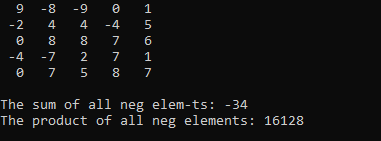 9 -8 -9 0 1
-2 4 4 -4 5
0 8 8 7 6
-4 -7 2 7 1
0 7 5 8 7
The sum of all neg elem-ts: -34
The product of all neg elements: 16128